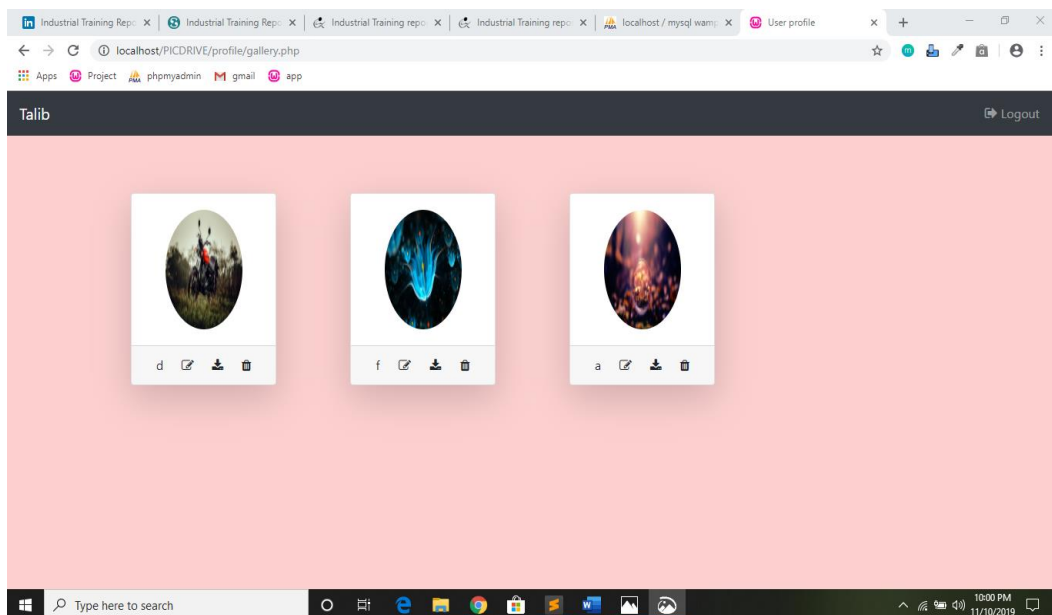 Industrial Training Repo
Industrial Training Repo
Industrial Training repo
Industrial Training repo
localhost / mysql wamp
User profile
localhost/PICDRIVE/profile/gallery.php
Apps Project phpmyadmin gmail app
Talib Logout
d f a
Type here to search
10:00 PM
11/10/2019